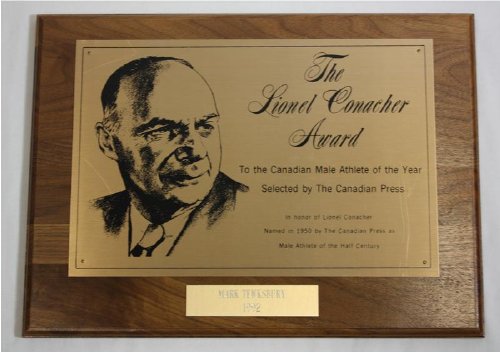 The
Lionel Conacher
Award
To the Canadian Male Athlete of the Year
Selected by The Canadian Press
In honor of Lionel Conacher
Named in 1950 by The Canadian Press as
Male Athlete of the Half Century
MARK TEWKSBURY
1992